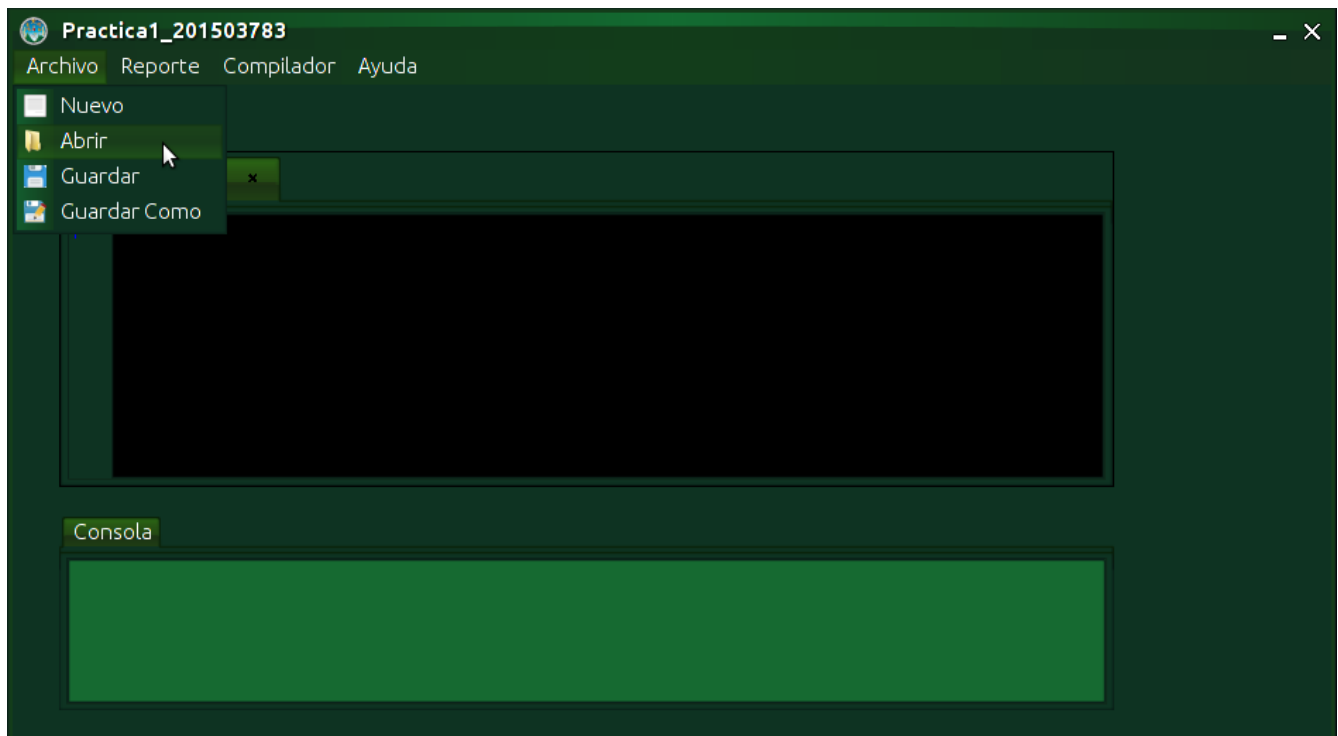 Practica1_201503783
Archivo Reporte Compilador Ayuda
Nuevo
Abrir
Guardar
Guardar Como
Consola